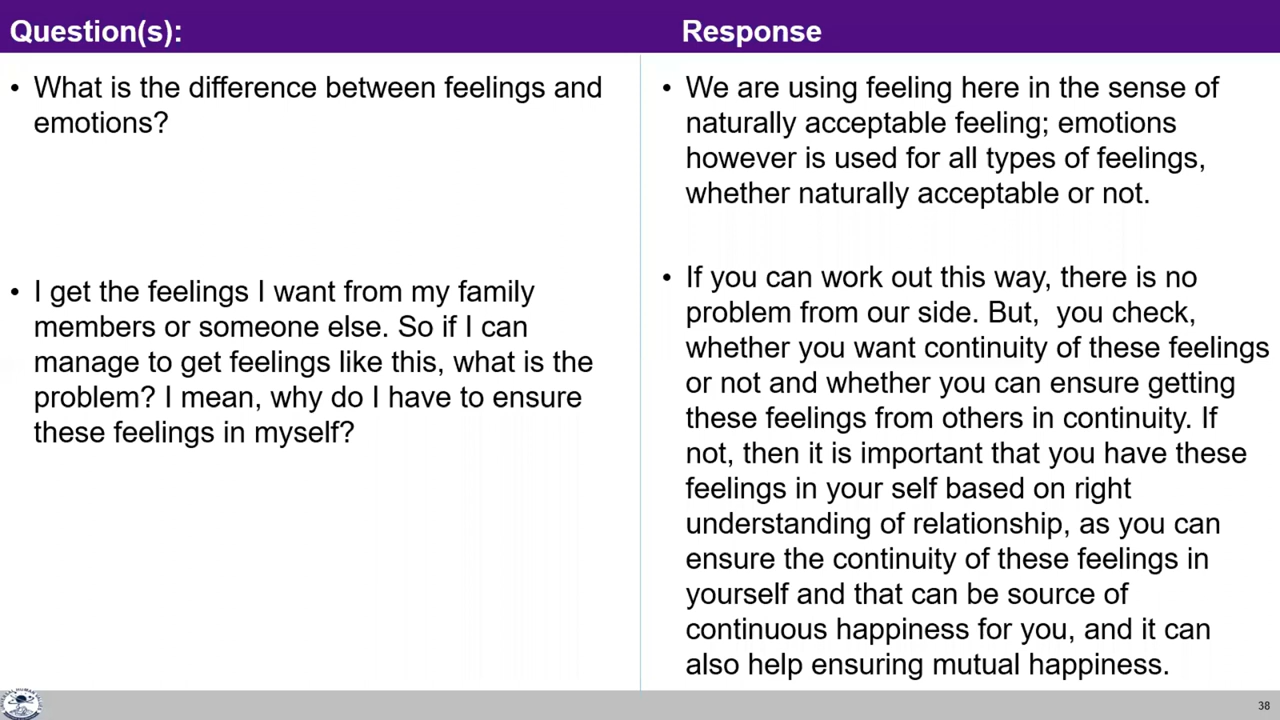 Question(s):
Response
• What is the difference between feelings and
emotions?
• We are using feeling here in the sense of
naturally acceptable feeling; emotions
however is used for all types of feelings,
whether naturally acceptable or not.
• I get the feelings I want from my family
members or someone else. So if I can
manage to get feelings like this, what is the
problem? I mean, why do I have to ensure
these feelings in myself?
• If you can work out this way, there is no
problem from our side. But,  you check,
whether you want continuity of these feelings
or not and whether you can ensure getting
these feelings from others in continuity. If
not, then it is important that you have these
feelings in your self based on right
understanding of relationship, as you can
ensure the continuity of these feelings in
yourself and that can be source of
continuous happiness for you, and it can
also help ensuring mutual happiness.
38